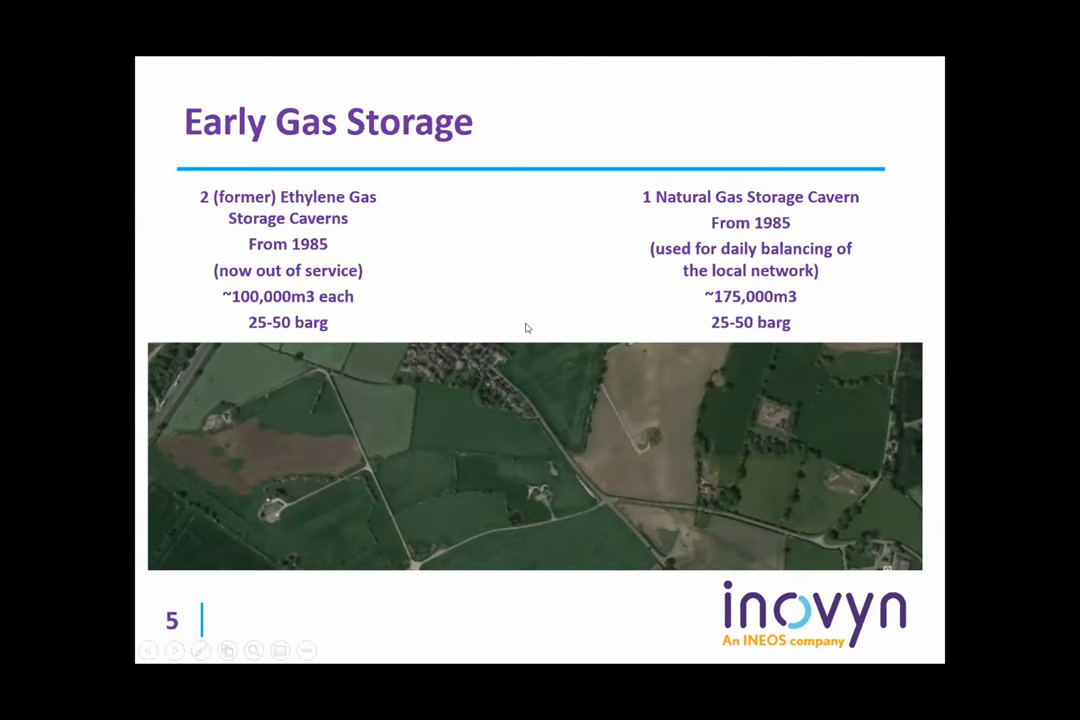 Early Gas Storage
2 (former) Ethylene Gas
Storage Caverns
From 1985
(now out of service)
~100,000m3 each
25-50 barg
1 Natural Gas Storage Cavern
From 1985
(used for daily balancing of
the local network)
~175,000m3
25-50 barg
5
inovyn
An INEOS company